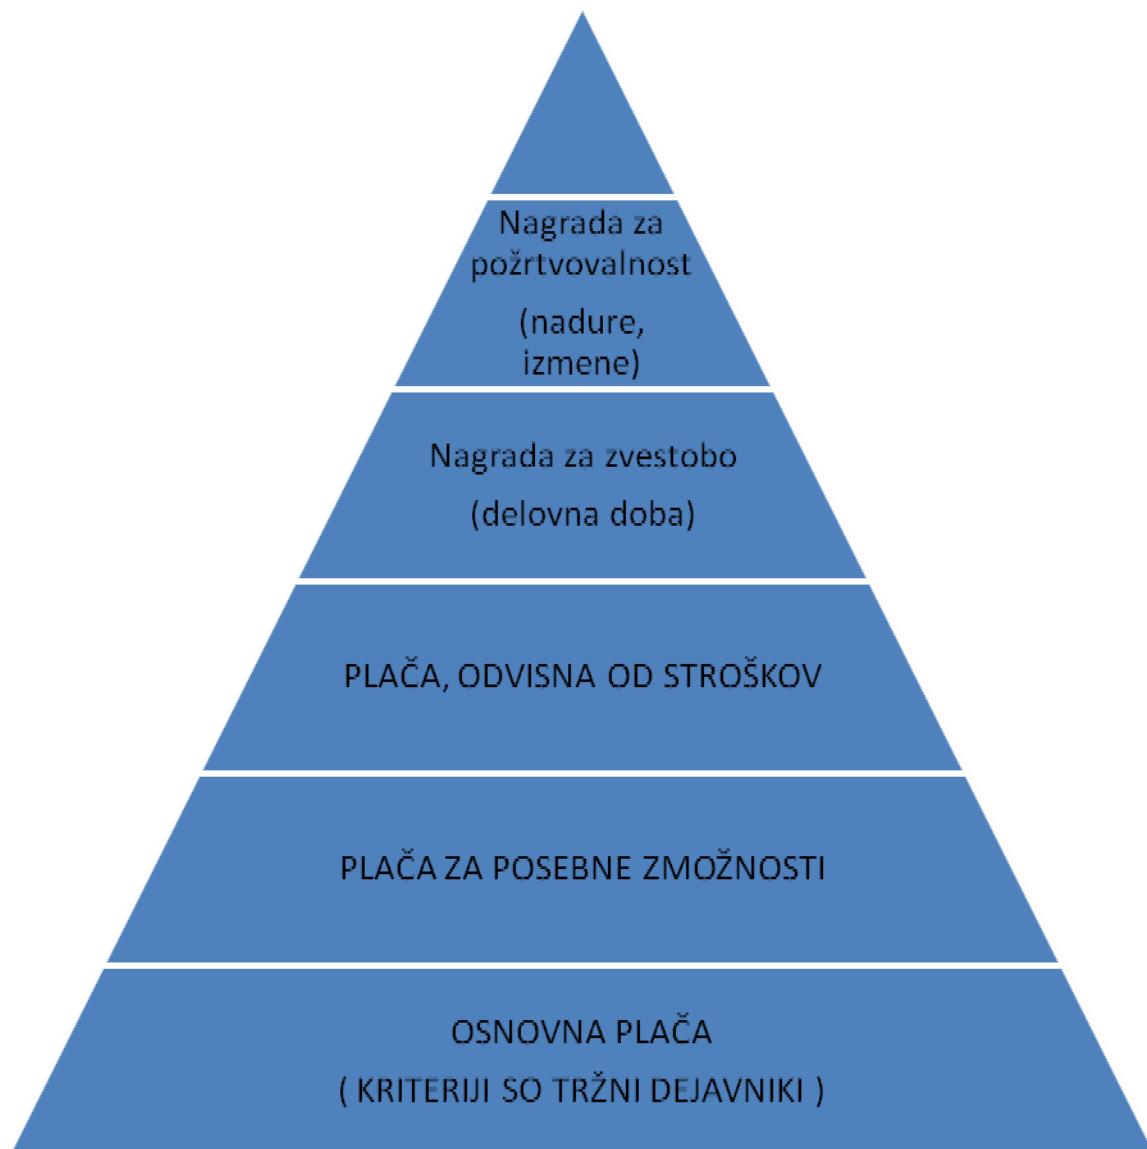 Nagrada za
požrtvovalnost
(nadure,
izmene)
Nagrada za zvestobo
(delovna doba)
PLAČA, ODVISNA OD STROŠKOV
PLAČA ZA POSEBNE ZMOŽNOSTI
OSNOVNA PLAČA
( KRITERIJI SO TRŽNI DEJAVNIKI )